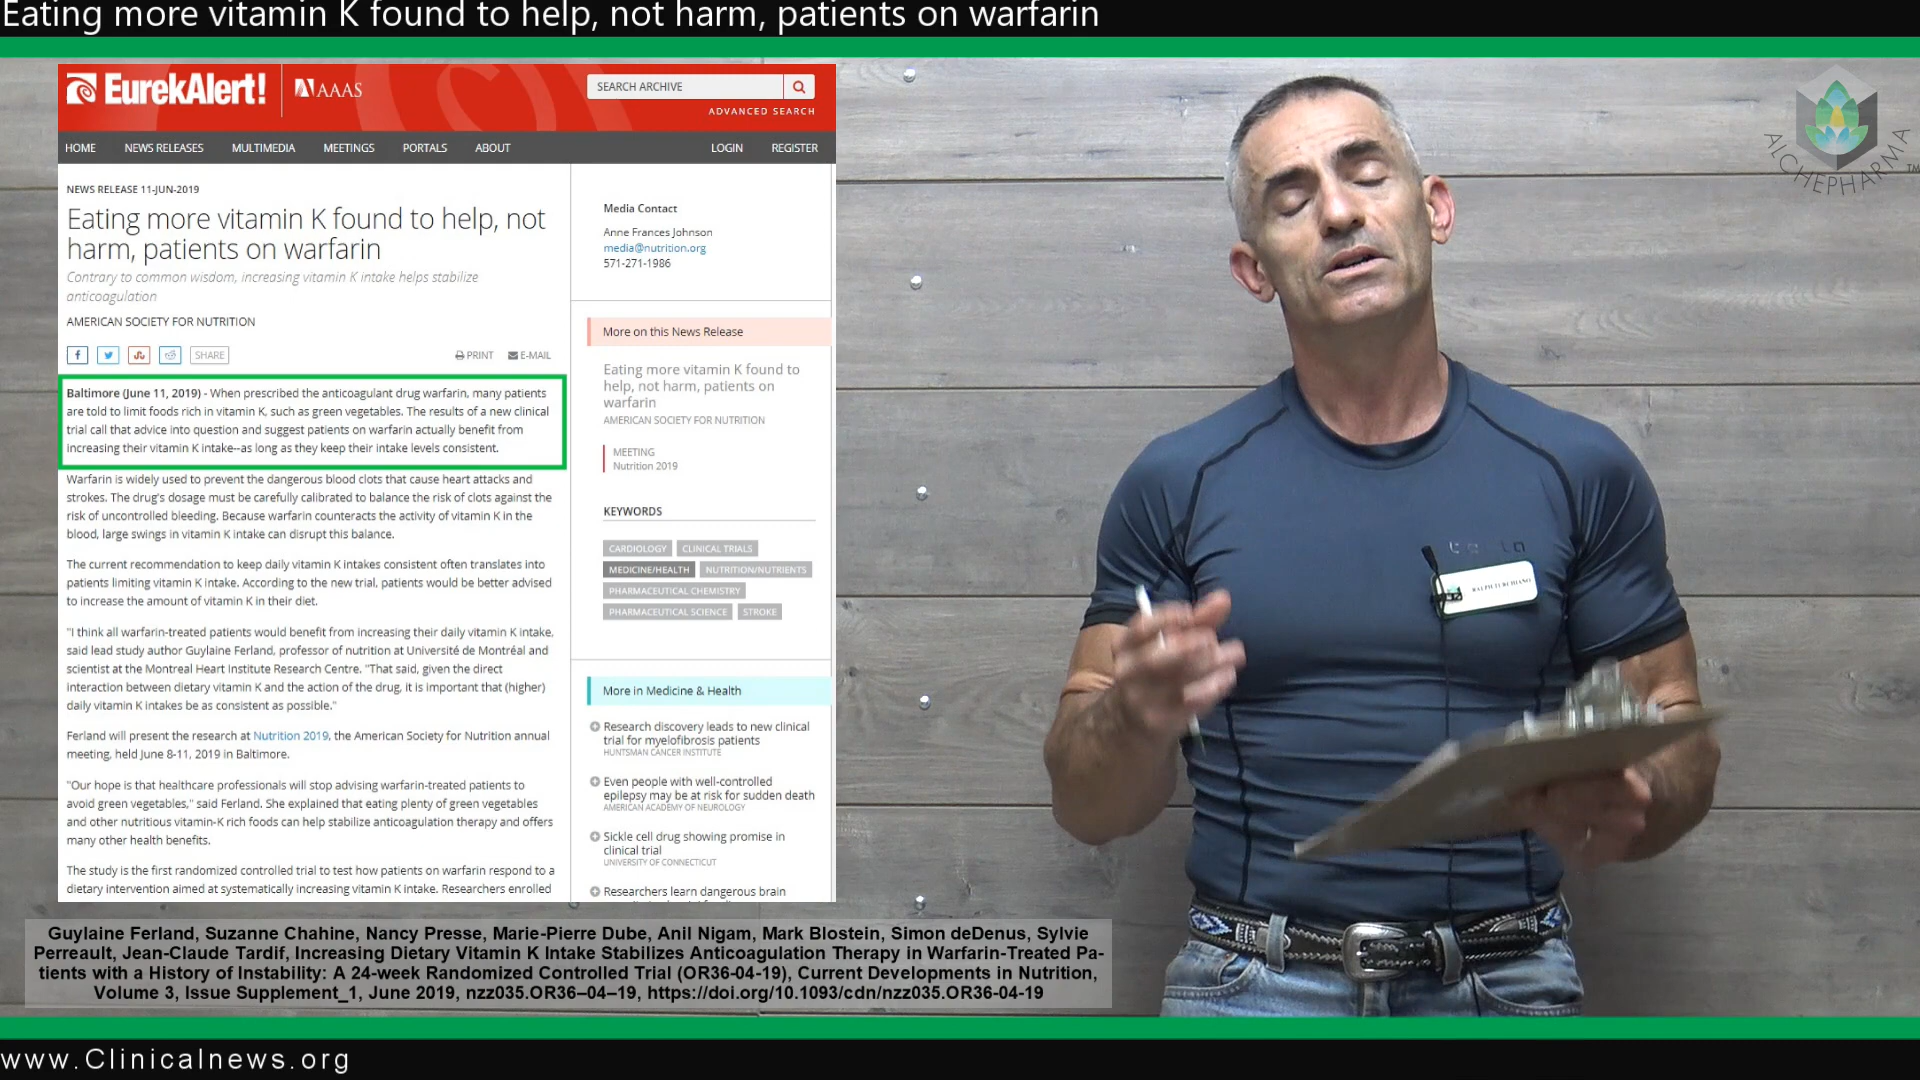 Eating more vitamin K found to help, not harm, patients on warfarin
EurekAlert!
AAAS
SEARCH ARCHIVE
ADVANCED SEARCH
HOME NEWS RELEASES MULTIMEDIA MEETINGS PORTALS ABOUT LOGIN REGISTER
NEWS RELEASE 11-JUN-2019
Eating more vitamin K found to help, not
harm, patients on warfarin
Contrary to common wisdom, increasing vitamin K intake helps stabilize
anticoagulation
AMERICAN SOCIETY FOR NUTRITION
SHARE
PRINT E-MAIL
Baltimore (June 11, 2019) - When prescribed the anticoagulant drug warfarin, many patients
are told to limit foods rich in vitamin K, such as green vegetables. The results of a new clinical
trial call that advice into question and suggest patients on warfarin actually benefit from
increasing their vitamin K intake--as long as they keep their intake levels consistent.
Warfarin is widely used to prevent the dangerous blood clots that cause heart attacks and
strokes. The drug's dosage must be carefully calibrated to balance the risk of clots against the
risk of uncontrolled bleeding. Because warfarin counteracts the activity of vitamin K in the
blood, large swings in vitamin K intake can disrupt this balance.
The current recommendation to keep daily vitamin K intakes consistent often translates into
patients limiting vitamin K intake. According to the new trial, patients would be better advised
to increase the amount of vitamin K in their diet.
"I think all warfarin-treated patients would benefit from increasing their daily vitamin K intake,
said lead study author Guylaine Ferland, professor of nutrition at Université de Montréal and
scientist at the Montreal Heart Institute Research Centre. "That said, given the direct
interaction between dietary vitamin K and the action of the drug, it is important that (higher)
daily vitamin K intakes be as consistent as possible."
Ferland will present the research at Nutrition 2019, the American Society for Nutrition annual
meeting, held June 8-11, 2019 in Baltimore.
"Our hope is that healthcare professionals will stop advising warfarin-treated patients to
avoid green vegetables," said Ferland. She explained that eating plenty of green vegetables
and other nutritious vitamin-K rich foods can help stabilize anticoagulation therapy and offers
many other health benefits.
The study is the first randomized controlled trial to test how patients on warfarin respond to a
dietary intervention aimed at systematically increasing vitamin K intake. Researchers enrolled
Media Contact
Anne Frances Johnson
media@nutrition.org
571-271-1986
More on this News Release
Eating more vitamin K found to
help, not harm, patients on
warfarin
AMERICAN SOCIETY FOR NUTRITION
MEETING
Nutrition 2019
KEYWORDS
CARDIOLOGY CLINICAL TRIALS
MEDICINE/HEALTH NUTRITION/NUTRIENTS
PHARMACEUTICAL CHEMISTRY
PHARMACEUTICAL SCIENCE STROKE
More in Medicine & Health
Research discovery leads to new clinical
trial for myelofibrosis patients
HUNTSMAN CANCER INSTITUTE
Even people with well-controlled
epilepsy may be at risk for sudden death
AMERICAN ACADEMY OF NEUROLOGY
Sickle cell drug showing promise in
clinical trial
UNIVERSITY OF CONNECTICUT
Researchers learn dangerous brain
ALCHEPHARMA TM
Guylaine Ferland, Suzanne Chahine, Nancy Presse, Marie-Pierre Dube, Anil Nigam, Mark Blostein, Simon deDenus, Sylvie
Perreault, Jean-Claude Tardif, Increasing Dietary Vitamin K Intake Stabilizes Anticoagulation Therapy in Warfarin-Treated Pa-
tients with a History of Instability: A 24-week Randomized Controlled Trial (OR36-04-19), Current Developments in Nutrition,
Volume 3, Issue Supplement_1, June 2019, nzz035.OR36–04–19, https://doi.org/10.1093/cdn/nzz035.OR36-04-19
www.Clinicalnews.org